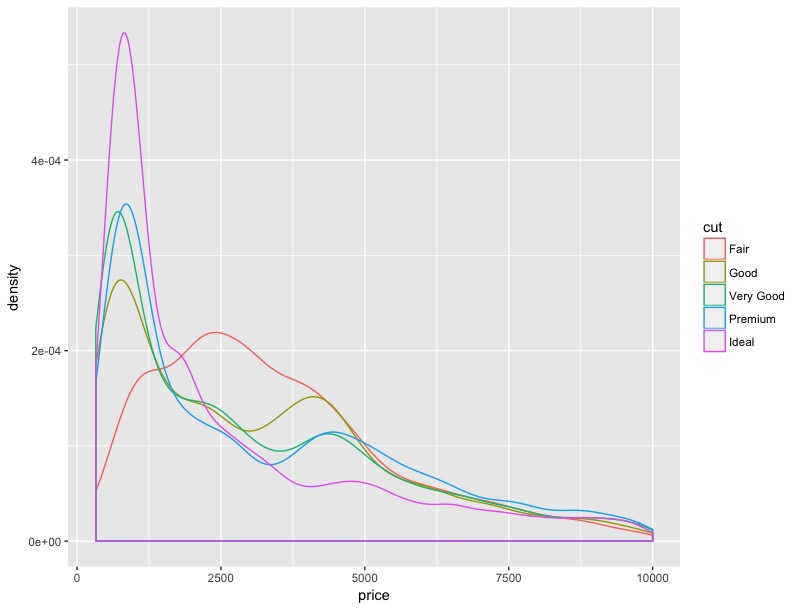 density
4e-04
2e-04
0e+00
0
2500
5000
7500
10000
price
cut
Fair
Good
Very Good
Premium
Ideal